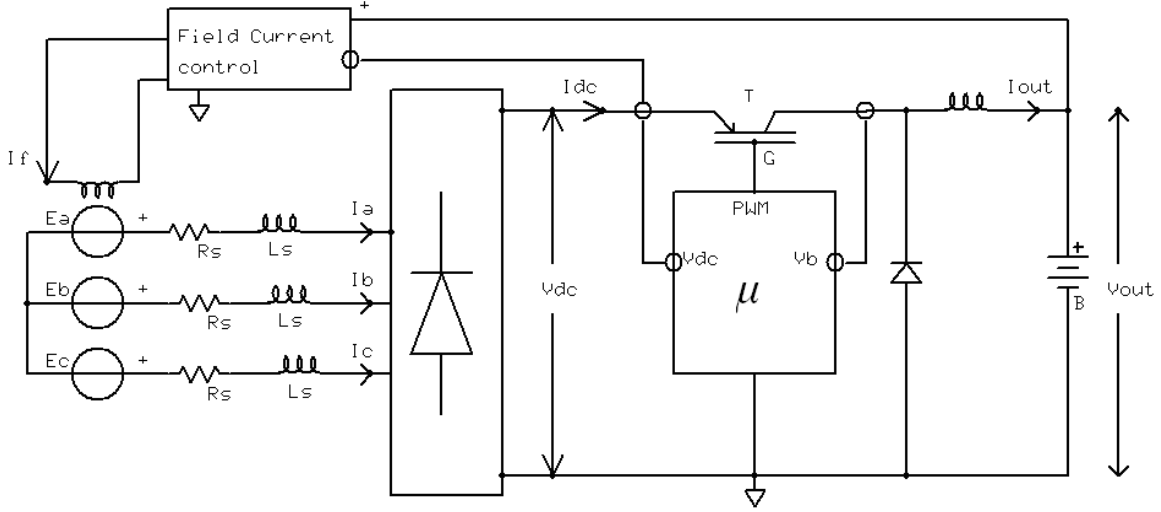 +
Field Current
control
Idc
T
Iout
If
G
Ea
+
Ia
PWM
Rs
Ls
Vdc
Vb
+
Eb
+
Ib
Vdc
μ
Vout
Rs
Ls
B
Ec
+
Ic
Rs
Ls